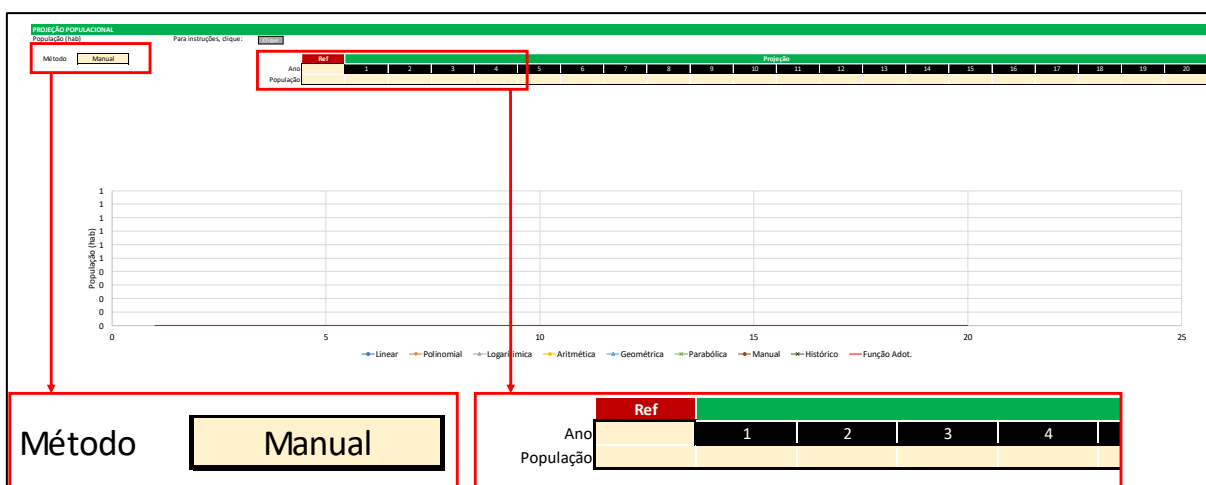 PROJEÇÃO POPULACIONAL
População (hab) Para instruções, clique: Clique
Método Manual
Ref Projeção
Ano 1 2 3 4 5 6 7 8 9 10 11 12 13 14 15 16 17 18 19 20
População
População (hab)
1
1
1
1
1
1
0
0
0
0
0
0 5 10 15 20 25
Linear Polinomial Logarítimica Aritmética Geométrica Parabólica Manual Histórico Função Adot.
Método Manual
Ref
Ano 1 2 3 4
População